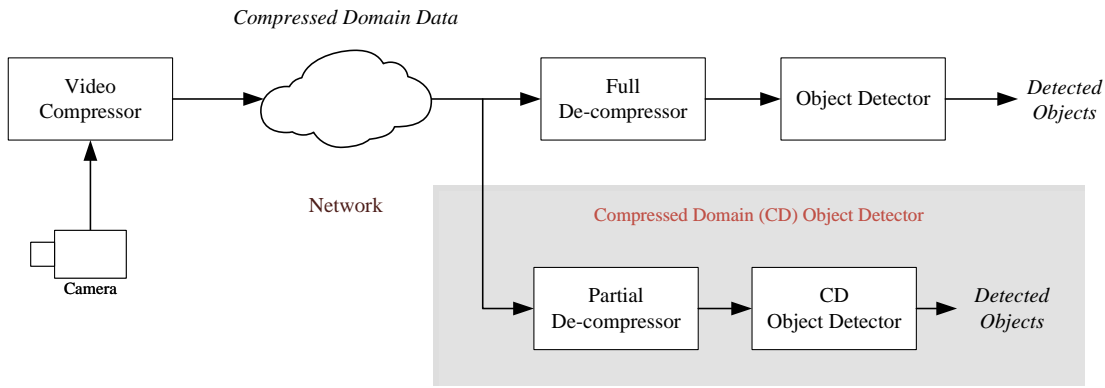 Compressed Domain Data
Video
Compressor
Full
De-compressor
Object Detector
Detected
Objects
Network
Camera
Compressed Domain (CD) Object Detector
Partial
De-compressor
CD
Object Detector
Detected
Objects